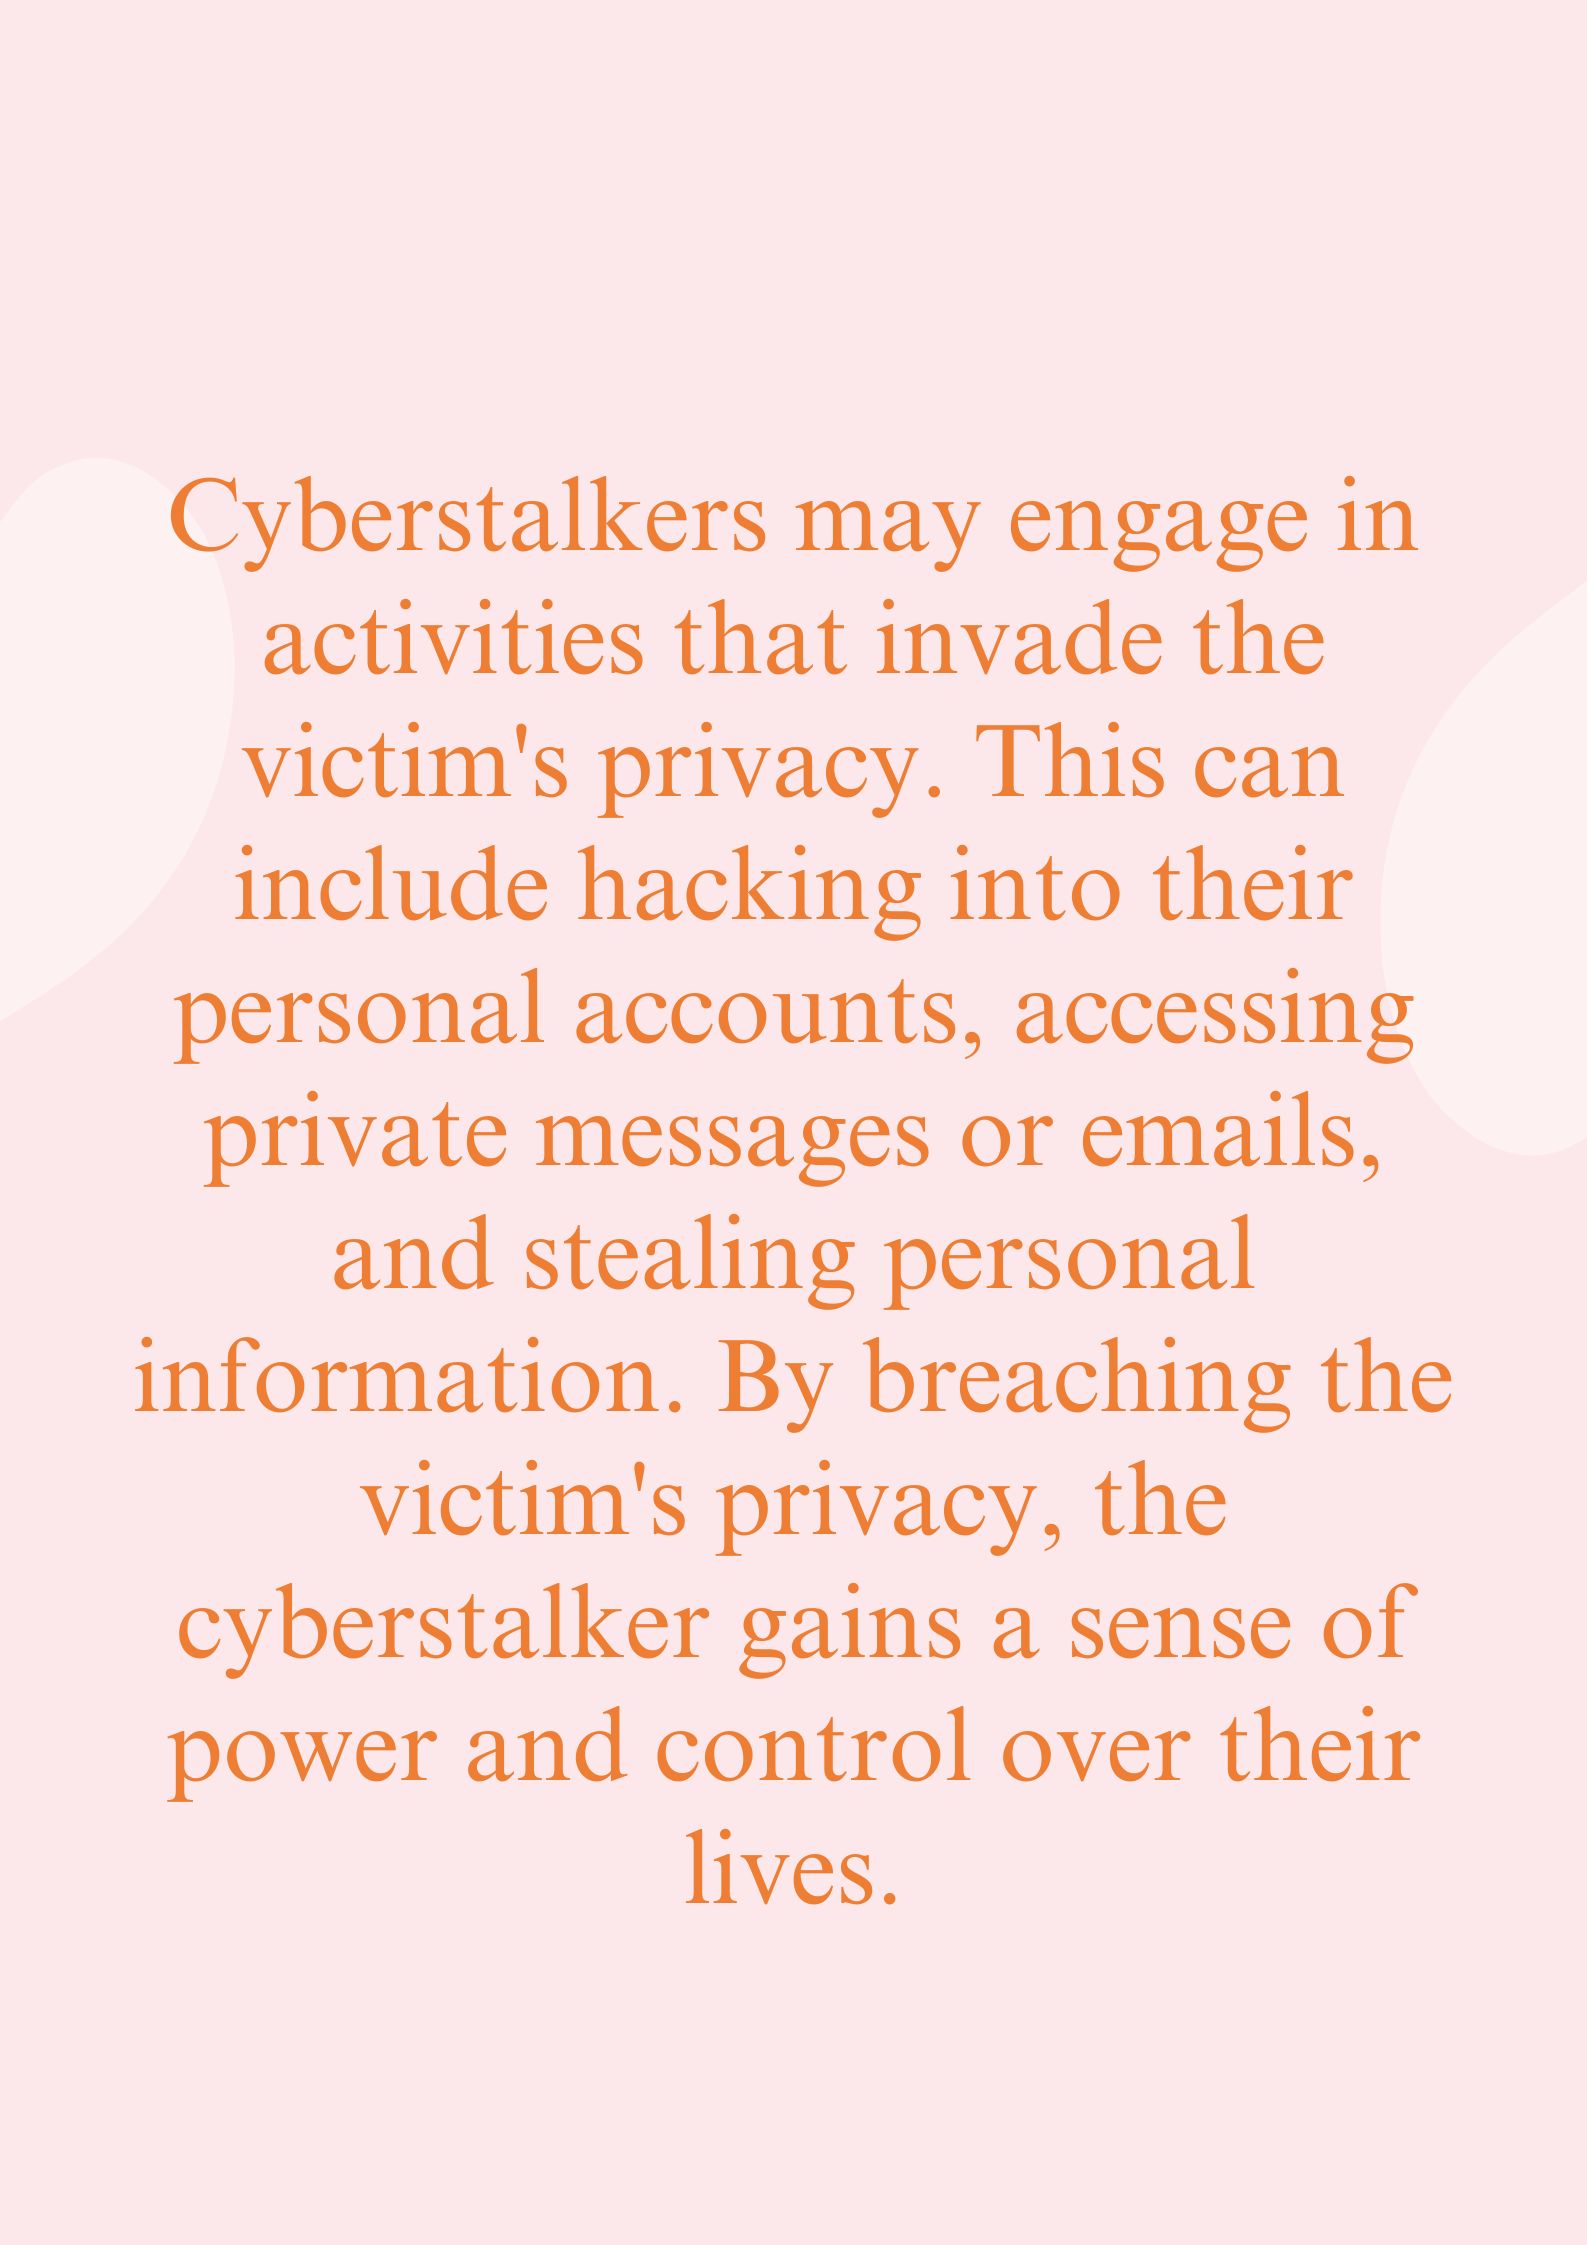 Cyberstalkers may engage in
activities that invade the
victim's privacy. This can
include hacking into their
personal accounts, accessing
private messages or emails,
and stealing personal
information. By breaching the
victim's privacy, the
cyberstalker gains a sense of
power and control over their
lives.